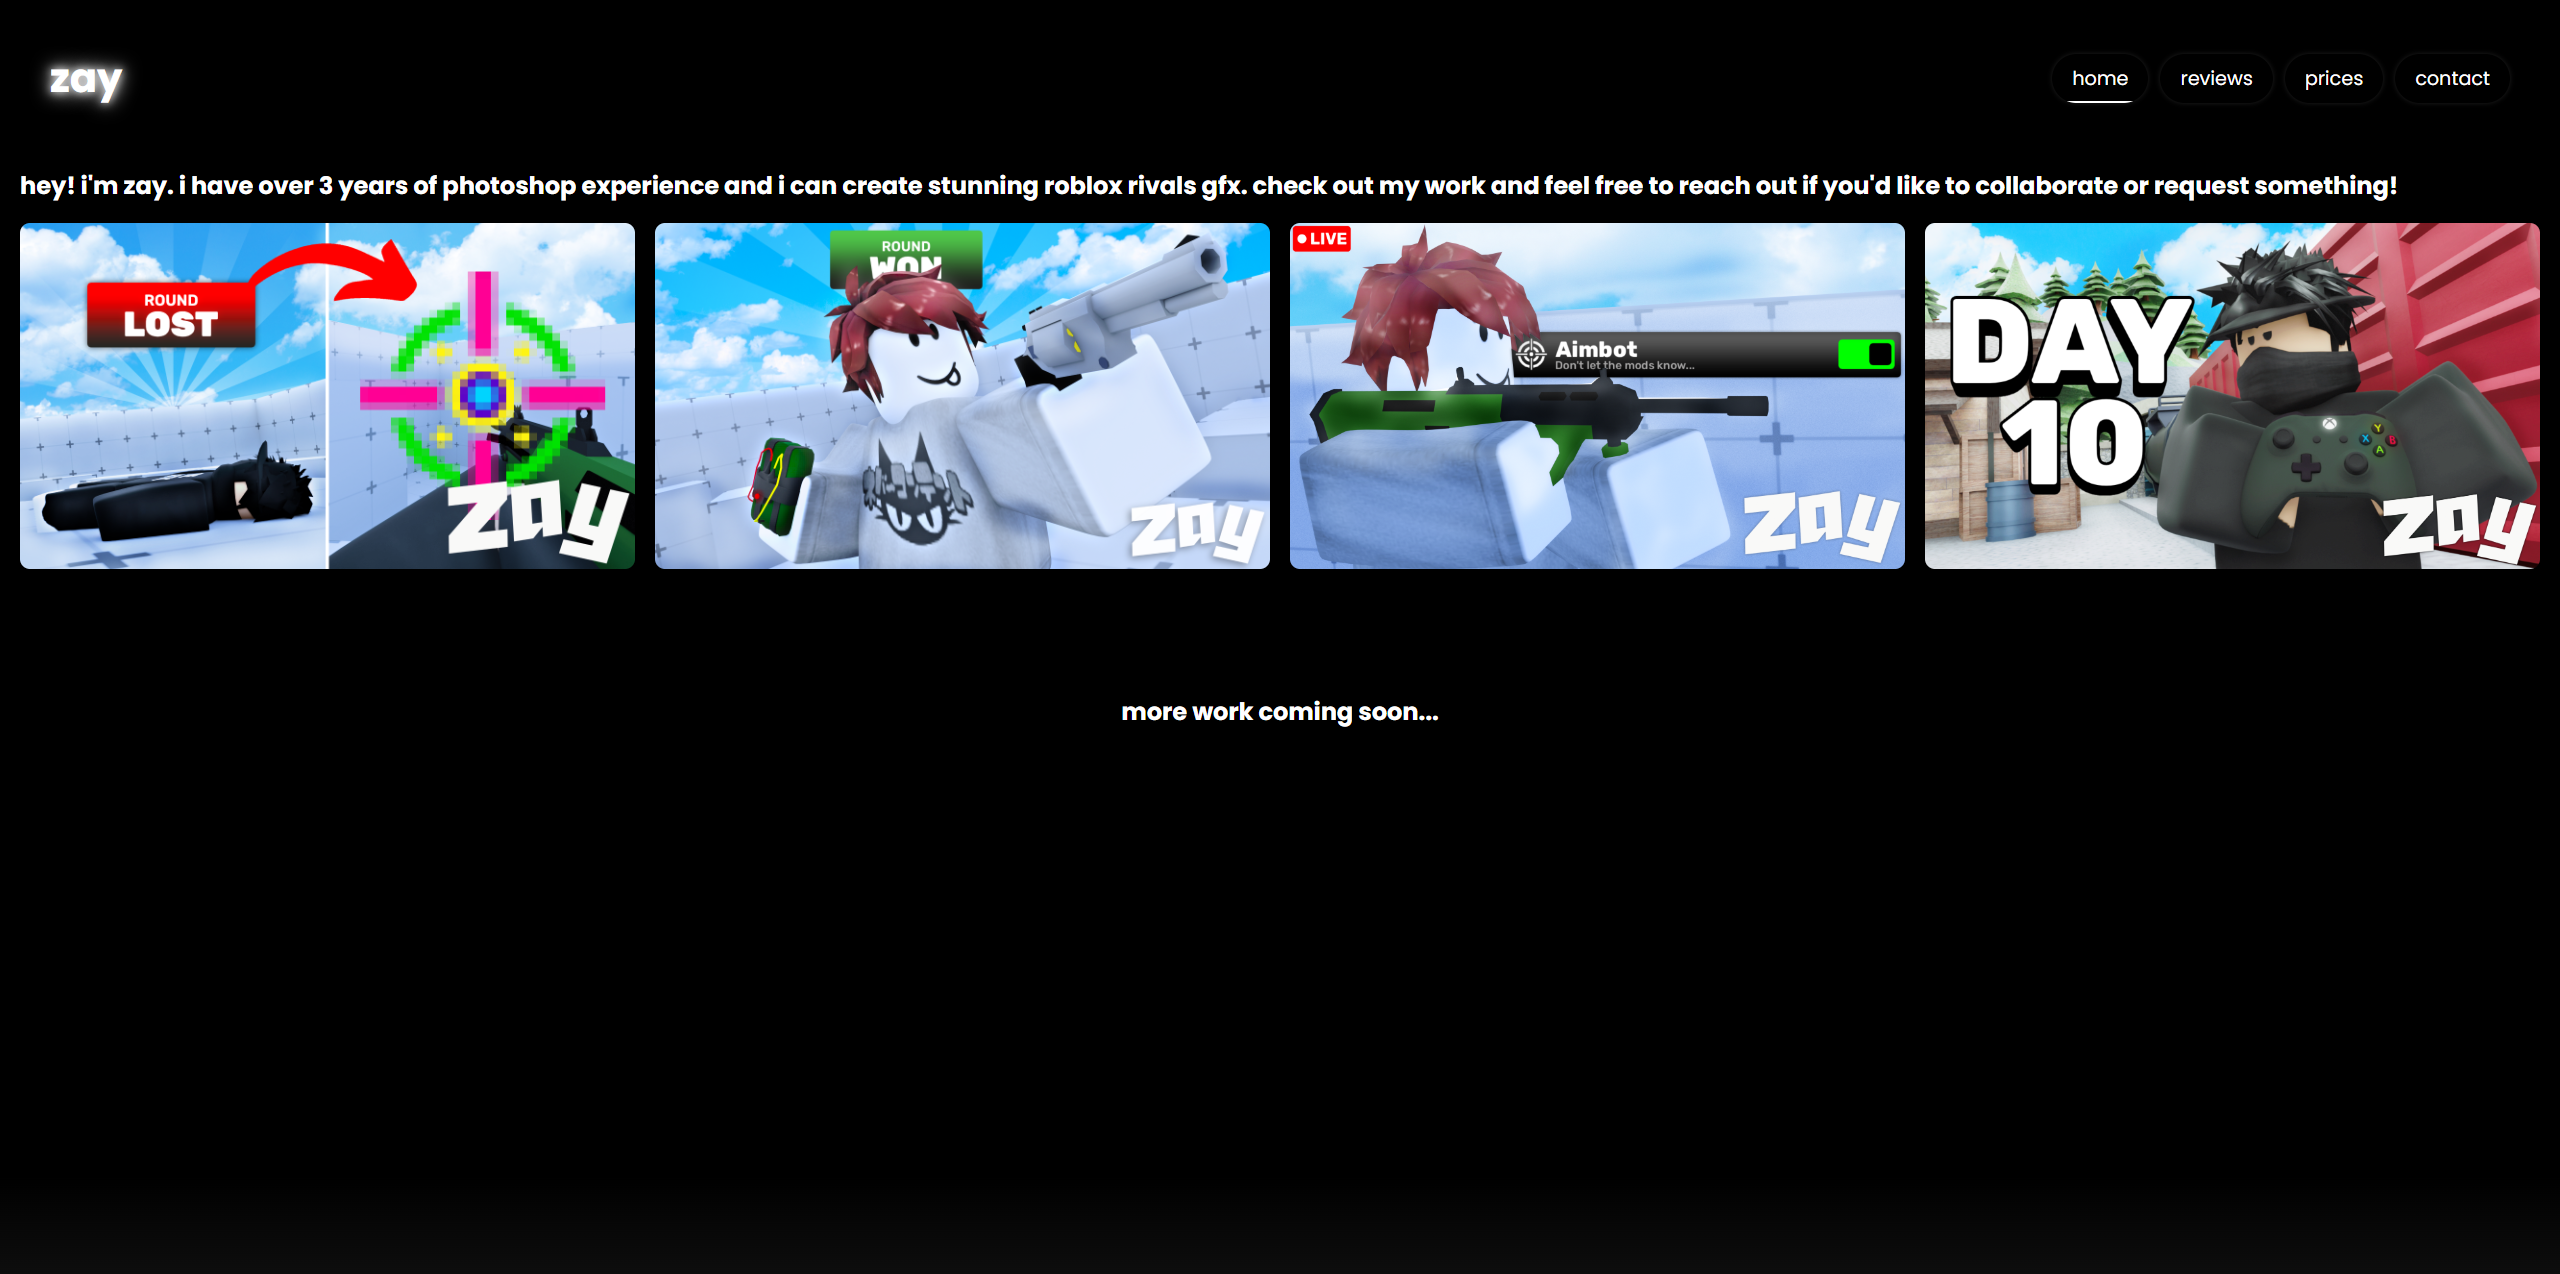 zay
home
reviews
prices
contact
hey! i'm zay. i have over 3 years of photoshop experience and i can create stunning roblox rivals gfx. check out my work and feel free to reach out if you'd like to collaborate or request something!
ROUND
LOST
zay
ROUND
WON
zay
LIVE
Aimbot
Don't let the mods know...
zay
DAY
10
Y
X
B
A
zay
more work coming soon...